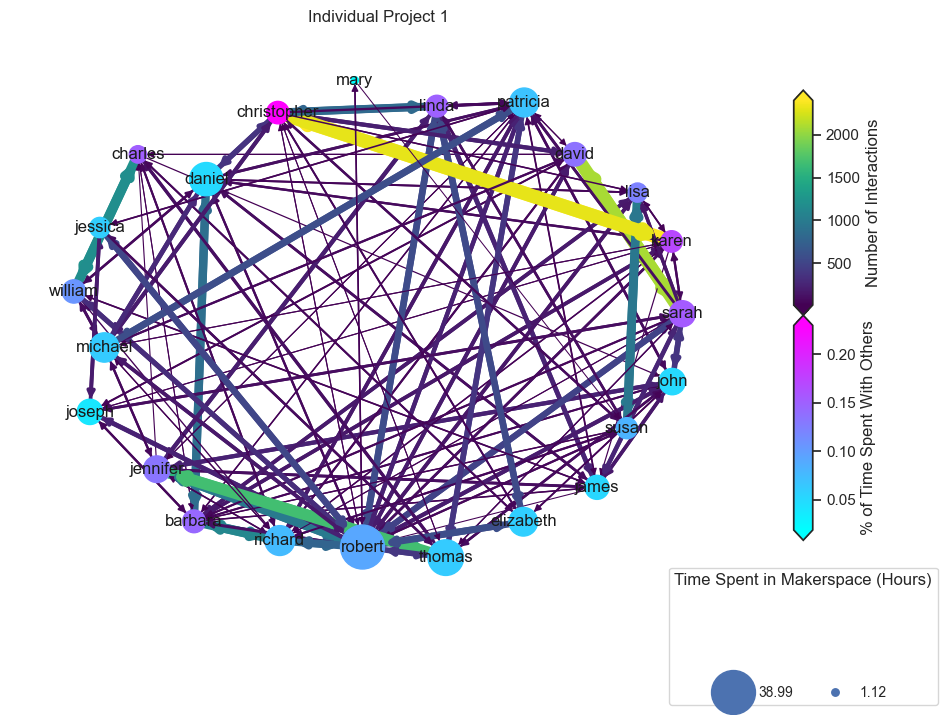 Individual Project 1
mary
christopher
linda
patricia
charles
david
daniel
lisa
jessica
karen
william
sarah
michael
john
joseph
susan
jennifer
james
barbara
elizabeth
richard
robert
thomas
2000
1500
1000
500
Number of Interactions
0.20
0.15
0.10
0.05
% of Time Spent With Others
Time Spent in Makerspace (Hours)
38.99
1.12